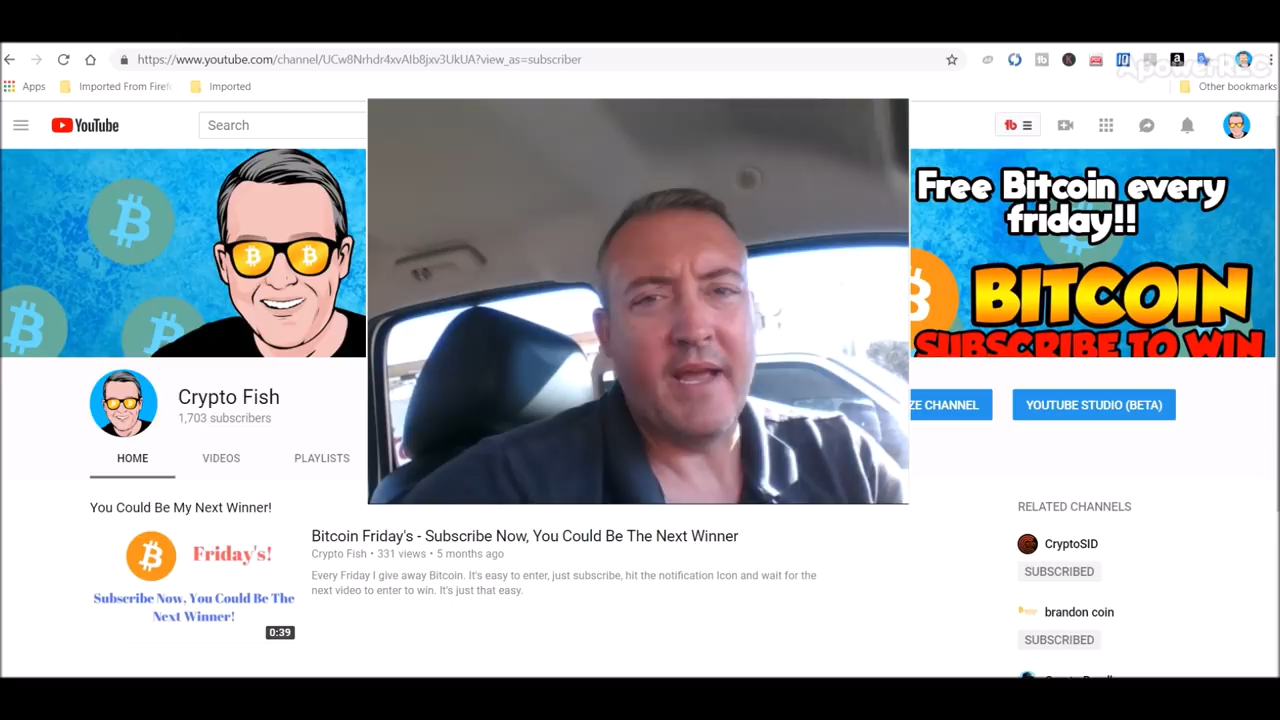 https://www.youtube.com/channel/UCw8Nrhdr4xvAIb8jxv3UkUA?view_as=subscriber
ApowerREC
Apps
Imported From Firef
Imported
Other bookmarks
YouTube
Search
Free Bitcoin every
friday!!
BITCOIN
SUBSCRIBE TO WIN
Crypto Fish
1,703 subscribers
ZE CHANNEL
YOUTUBE STUDIO (BETA)
HOME
VIDEOS
PLAYLISTS
You Could Be My Next Winner!
Friday's!
Subscribe Now, You Could Be The
Next Winner!
0:39
Bitcoin Friday's - Subscribe Now, You Could Be The Next Winner
Crypto Fish • 331 views • 5 months ago
Every Friday I give away Bitcoin. It's easy to enter, just subscribe, hit the notification Icon and wait for the
next video to enter to win. It's just that easy.
RELATED CHANNELS
CryptoSID
SUBSCRIBED
brandon coin
SUBSCRIBED